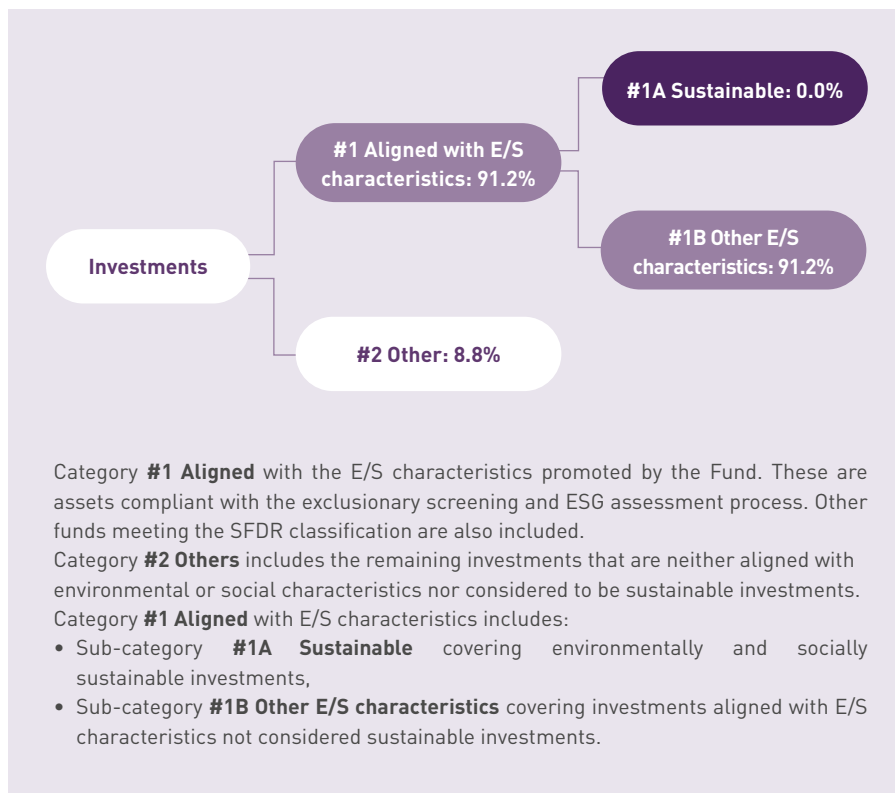 #1A Sustainable: 0.0%
#1 Aligned with E/S
characteristics: 91.2%
#1B Other E/S
characteristics: 91.2%
Investments
#2 Other: 8.8%
Category #1 Aligned with the E/S characteristics promoted by the Fund. These are
assets compliant with the exclusionary screening and ESG assessment process. Other
funds meeting the SFDR classification are also included.
Category #2 Others includes the remaining investments that are neither aligned with
environmental or social characteristics nor considered to be sustainable investments.
Category #1 Aligned with E/S characteristics includes:
• Sub-category #1A Sustainable covering environmentally and socially
sustainable investments,
• Sub-category #1B Other E/S characteristics covering investments aligned with E/S
characteristics not considered sustainable investments.